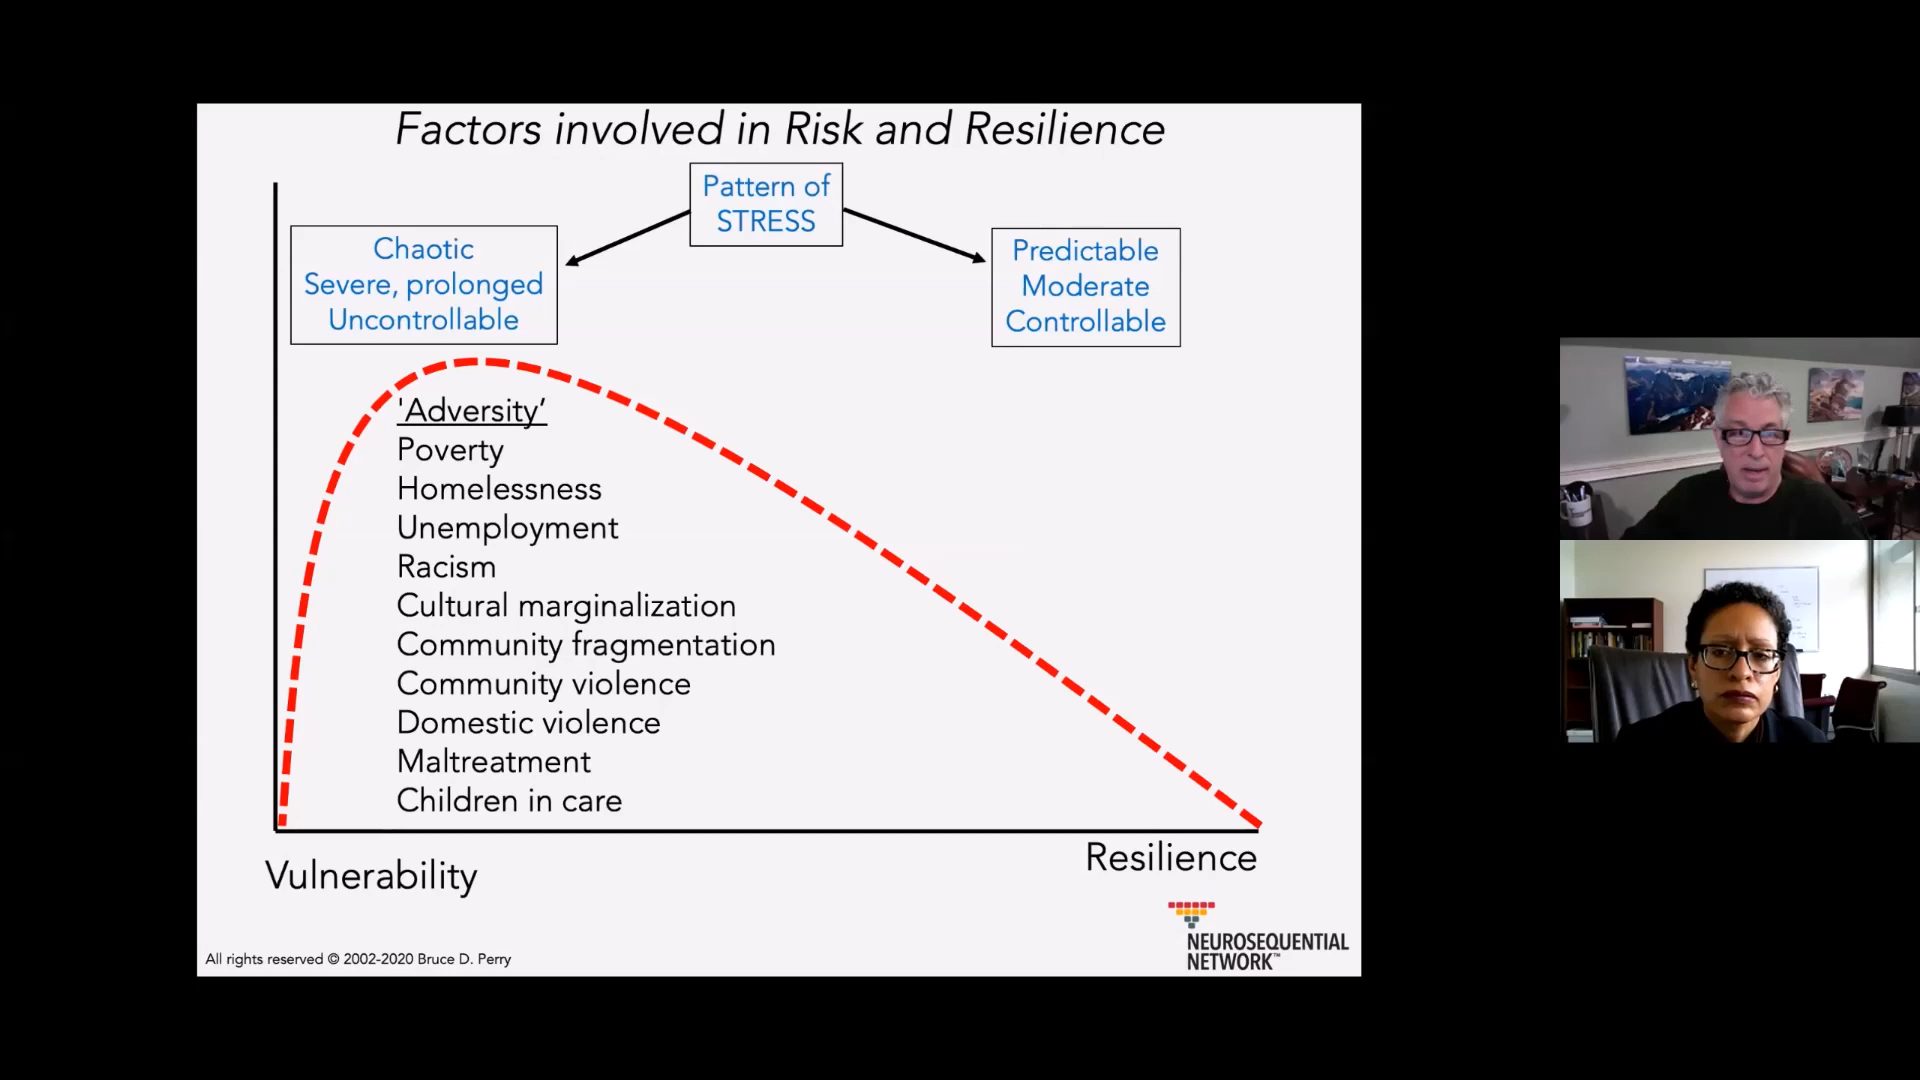 Factors involved in Risk and Resilience
Pattern of
STRESS
Chaotic
Severe, prolonged
Uncontrollable
Predictable
Moderate
Controllable
'Adversity’
Poverty
Homelessness
Unemployment
Racism
Cultural marginalization
Community fragmentation
Community violence
Domestic violence
Maltreatment
Children in care
Vulnerability
Resilience
NEUROSEQUENTIAL
NETWORK™
All rights reserved © 2002-2020 Bruce D. Perry